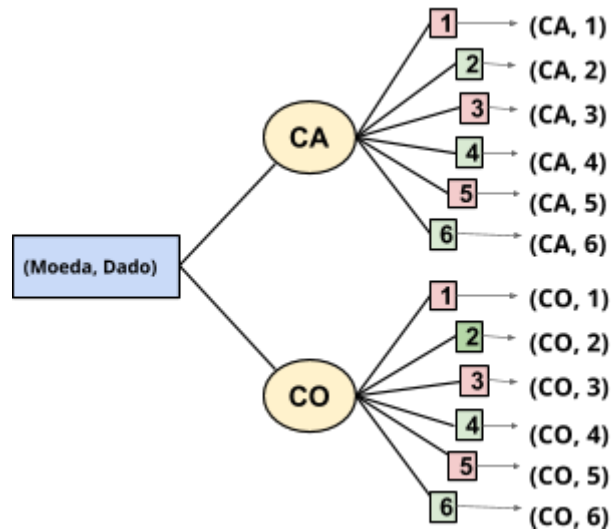 (Moeda, Dado)
CA
1 (CA, 1)
2 (CA, 2)
3 (CA, 3)
4 (CA, 4)
5 (CA, 5)
6 (CA, 6)
CO
1 (CO, 1)
2 (CO, 2)
3 (CO, 3)
4 (CO, 4)
5 (CO, 5)
6 (CO, 6)